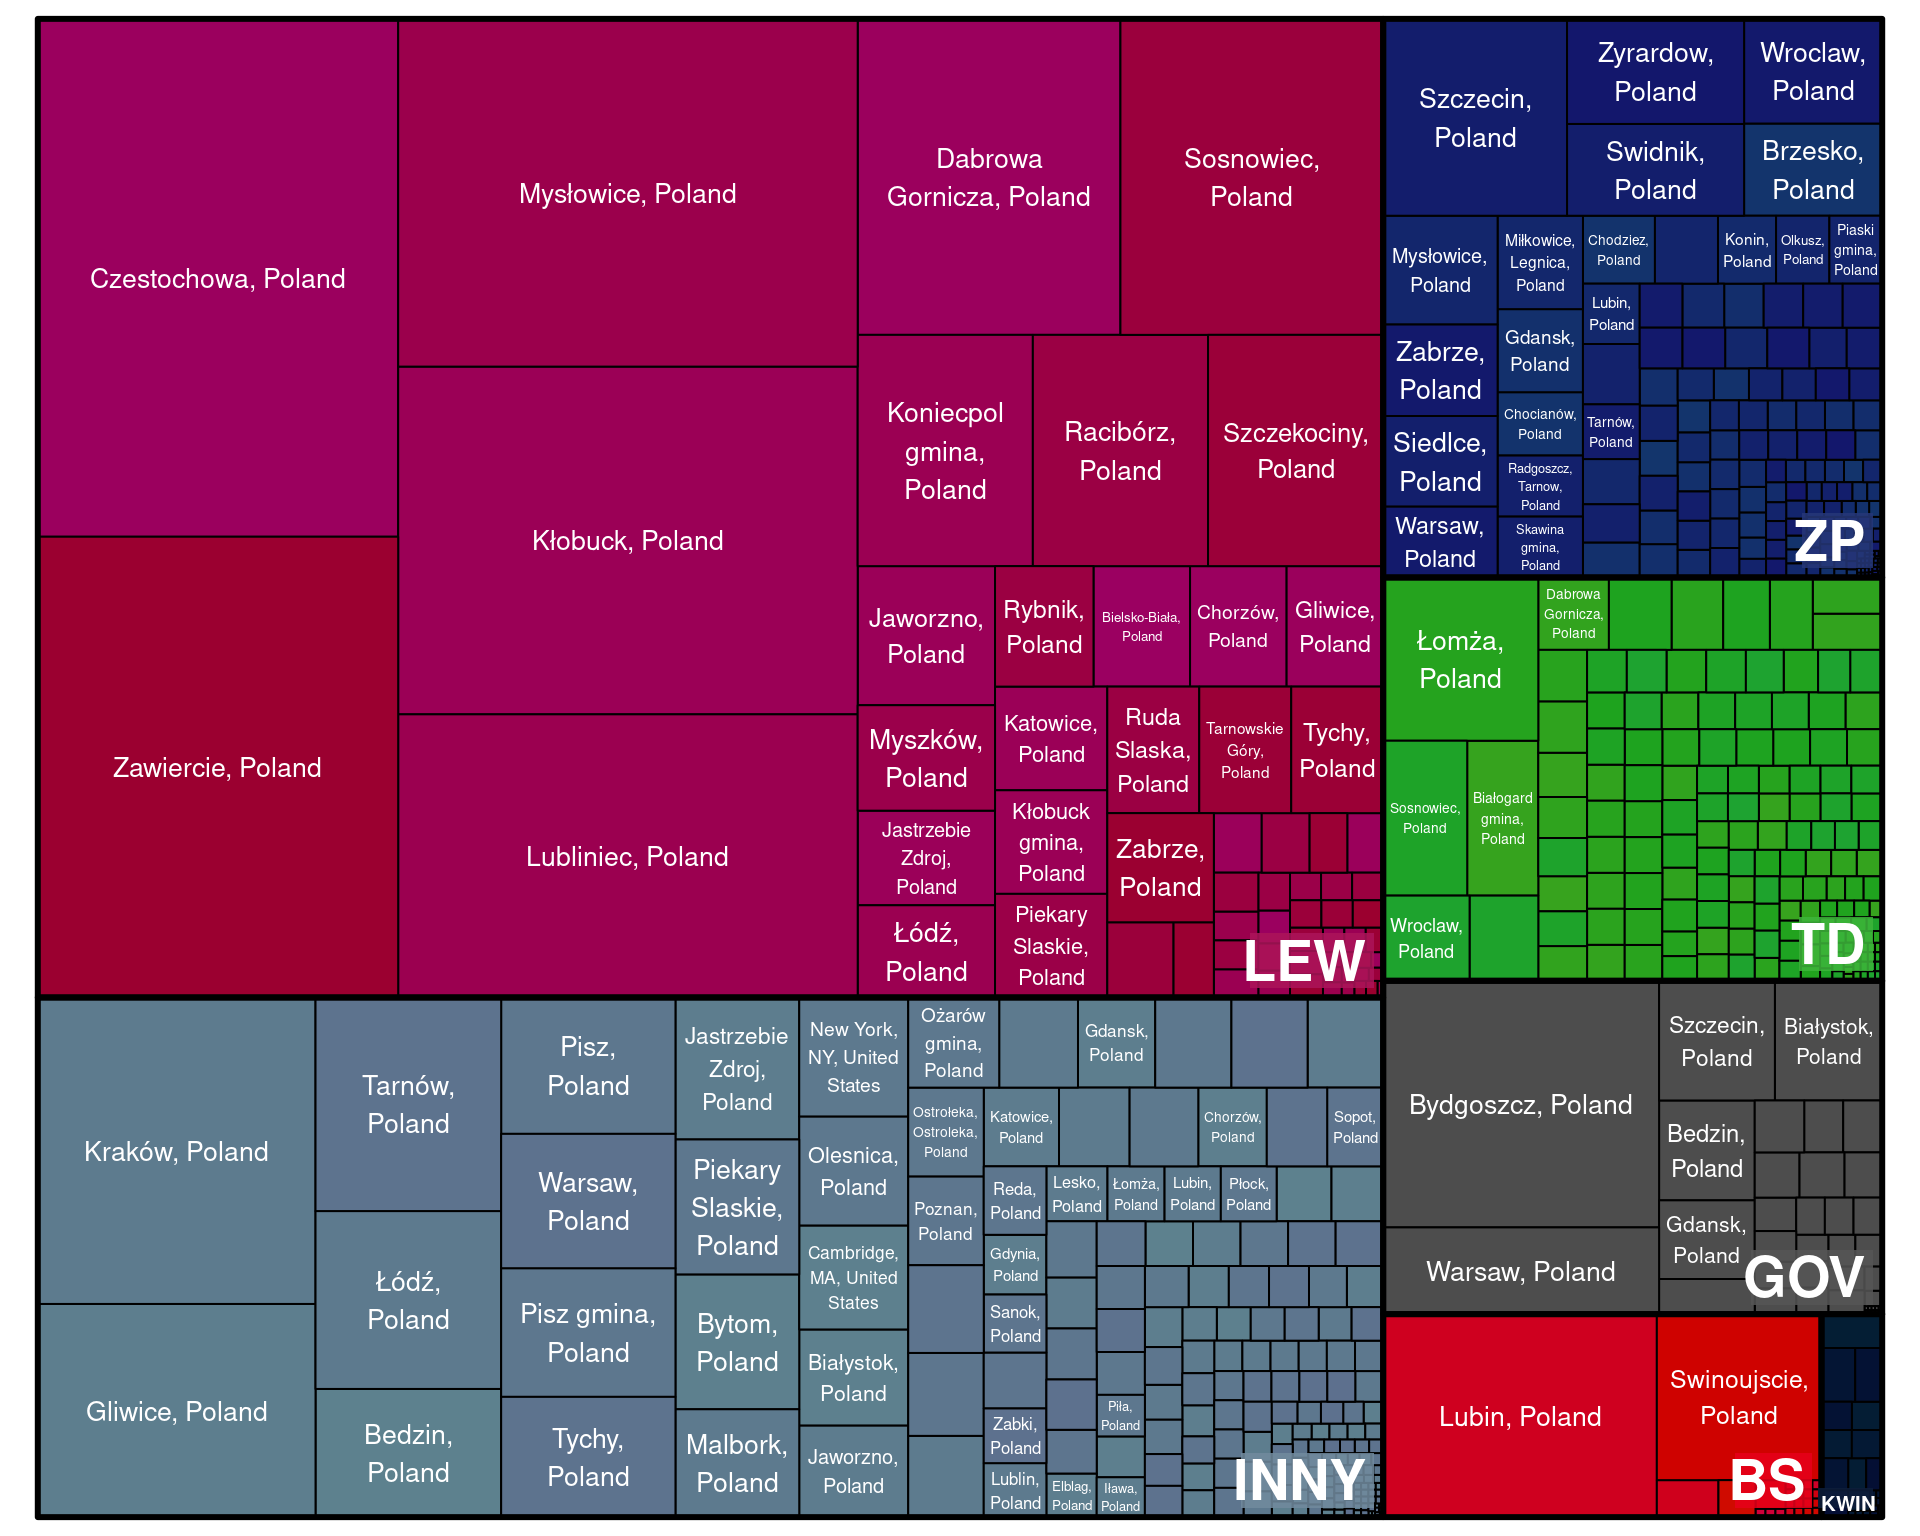 Czestochowa, Poland
Zawiercie, Poland
Mysłowice, Poland
Kłobuck, Poland
Lubliniec, Poland
Dabrowa
Gornicza, Poland
Sosnowiec,
Poland
Koniecpol
gmina,
Poland
Racibórz,
Poland
Szczekociny,
Poland
Jaworzno,
Poland
Myszków,
Poland
Jastrzebie
Zdroj,
Poland
Łódź,
Poland
Rybnik,
Poland
Bielsko-Biała,
Poland
Chorzów,
Poland
Gliwice,
Poland
Katowice,
Poland
Kłobuck
gmina,
Poland
Piekary
Slaskie,
Poland
Ruda
Slaska,
Poland
Tarnowskie
Góry,
Poland
Tychy,
Poland
Zabrze,
Poland
LEW
Szczecin,
Poland
Zyrardow,
Poland
Wroclaw,
Poland
Swidnik,
Poland
Brzesko,
Poland
Mysłowice,
Poland
Zabrze,
Poland
Siedlce,
Poland
Warsaw,
Poland
Miłkowice,
Legnica,
Poland
Gdansk,
Poland
Chocianów,
Poland
Radgoszcz,
Tarnow,
Poland
Skawina
gmina,
Poland
Chodziez,
Poland
Konin,
Poland
Olkusz,
Poland
Piaski
gmina,
Poland
Lubin,
Poland
Tarnów,
Poland
ZP
Łomża,
Poland
Sosnowiec,
Poland
Białogard
gmina,
Poland
Wroclaw,
Poland
Dabrowa
Gornicza,
Poland
TD
Bydgoszcz, Poland
Warsaw, Poland
Szczecin,
Poland
Białystok,
Poland
Bedzin,
Poland
Gdansk,
Poland
GOV
Lubin, Poland
Swinoujscie,
Poland
BS
KWIN
Kraków, Poland
Gliwice, Poland
Tarnów,
Poland
Łódź,
Poland
Bedzin,
Poland
Pisz,
Poland
Warsaw,
Poland
Pisz gmina,
Poland
Tychy,
Poland
Jastrzebie
Zdroj,
Poland
Piekary
Slaskie,
Poland
Bytom,
Poland
Malbork,
Poland
New York,
NY, United
States
Olesnica,
Poland
Cambridge,
MA, United
States
Białystok,
Poland
Jaworzno,
Poland
Ożarów
gmina,
Poland
Gdansk,
Poland
Ostrołeka,
Ostroleka,
Poland
Poznan,
Poland
Katowice,
Poland
Chorzów,
Poland
Sopot,
Poland
Reda,
Poland
Gdynia,
Poland
Sanok,
Poland
Zabki,
Poland
Lublin,
Poland
Lesko,
Poland
Łomża,
Poland
Lubin,
Poland
Płock,
Poland
Piła,
Poland
Elblag,
Poland
Iława,
Poland
INNY